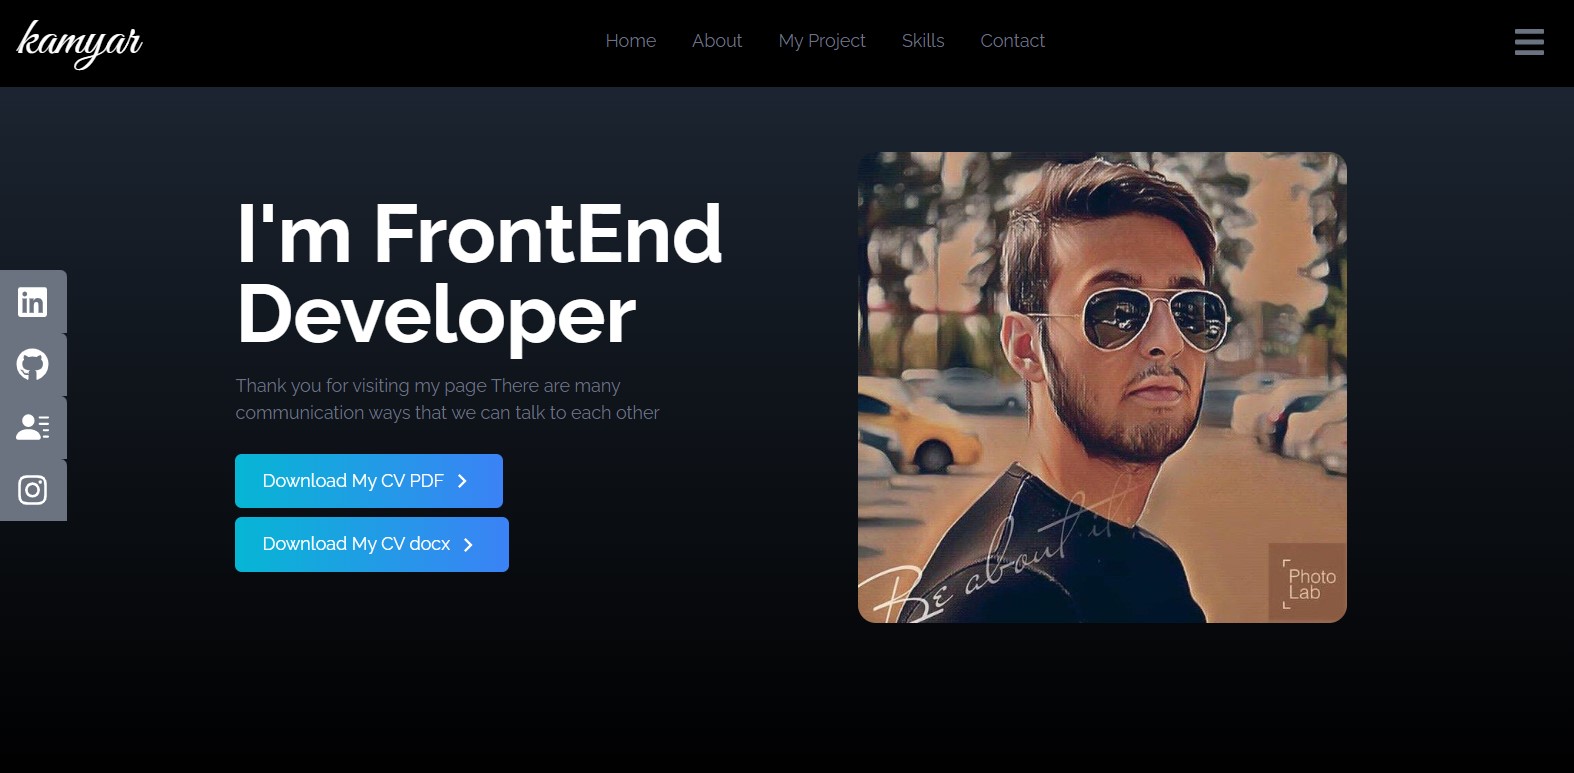 kamyar
Home About My Project Skills Contact
I'm FrontEnd
Developer
Thank you for visiting my page There are many
communication ways that we can talk to each other
Download My CV PDF
Download My CV docx
in
Be about it
Photo
Lab